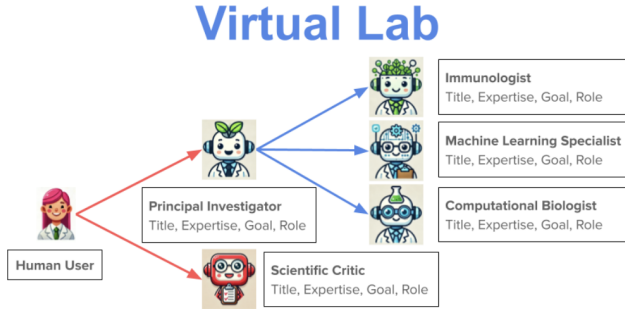 Virtual Lab
Immunologist
Title, Expertise, Goal, Role
Machine Learning Specialist
Title, Expertise, Goal, Role
Principal Investigator
Title, Expertise, Goal, Role
Computational Biologist
Title, Expertise, Goal, Role
Human User
Scientific Critic
Title, Expertise, Goal, Role